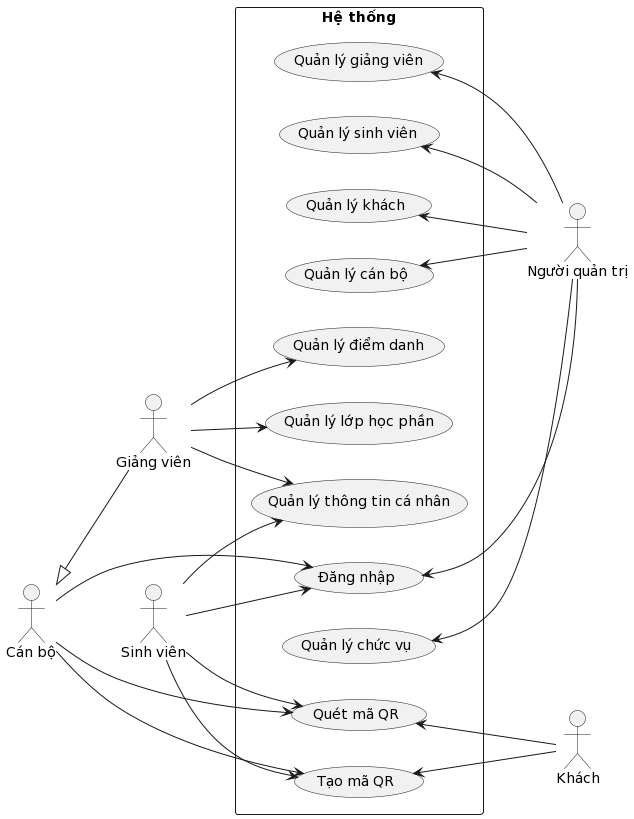 Hệ thống
Quản lý giảng viên
Quản lý sinh viên
Quản lý khách
Người quản trị
Quản lý cán bộ
Quản lý điểm danh
Quản lý lớp học phần
Giảng viên
Quản lý thông tin cá nhân
Đăng nhập
Cán bộ
Sinh viên
Quản lý chức vụ
Quét mã QR
Khách
Tạo mã QR